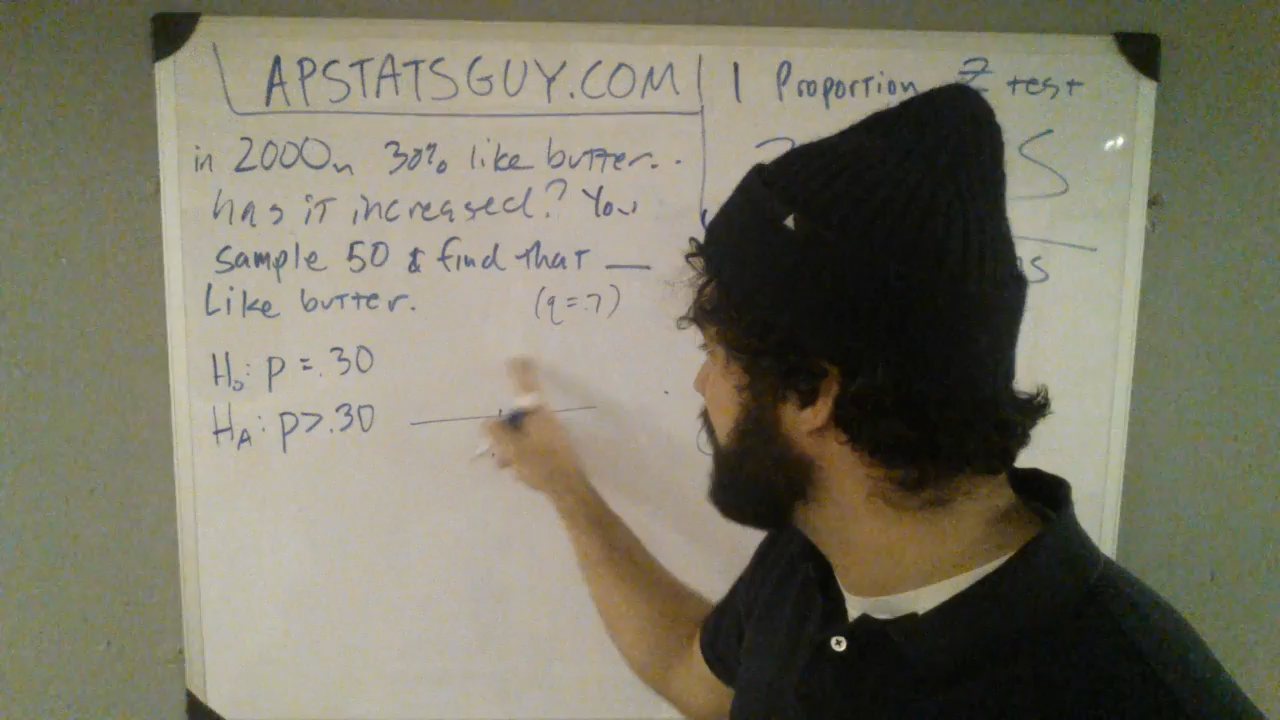 APSTATSGUY.COM
1 Proportion Z test
in 2000, 30% like butter..
has it increased? You
sample 50 & find that __
Like butter.
(q=.7)
H₀: p = .30
Hₐ: p > .30